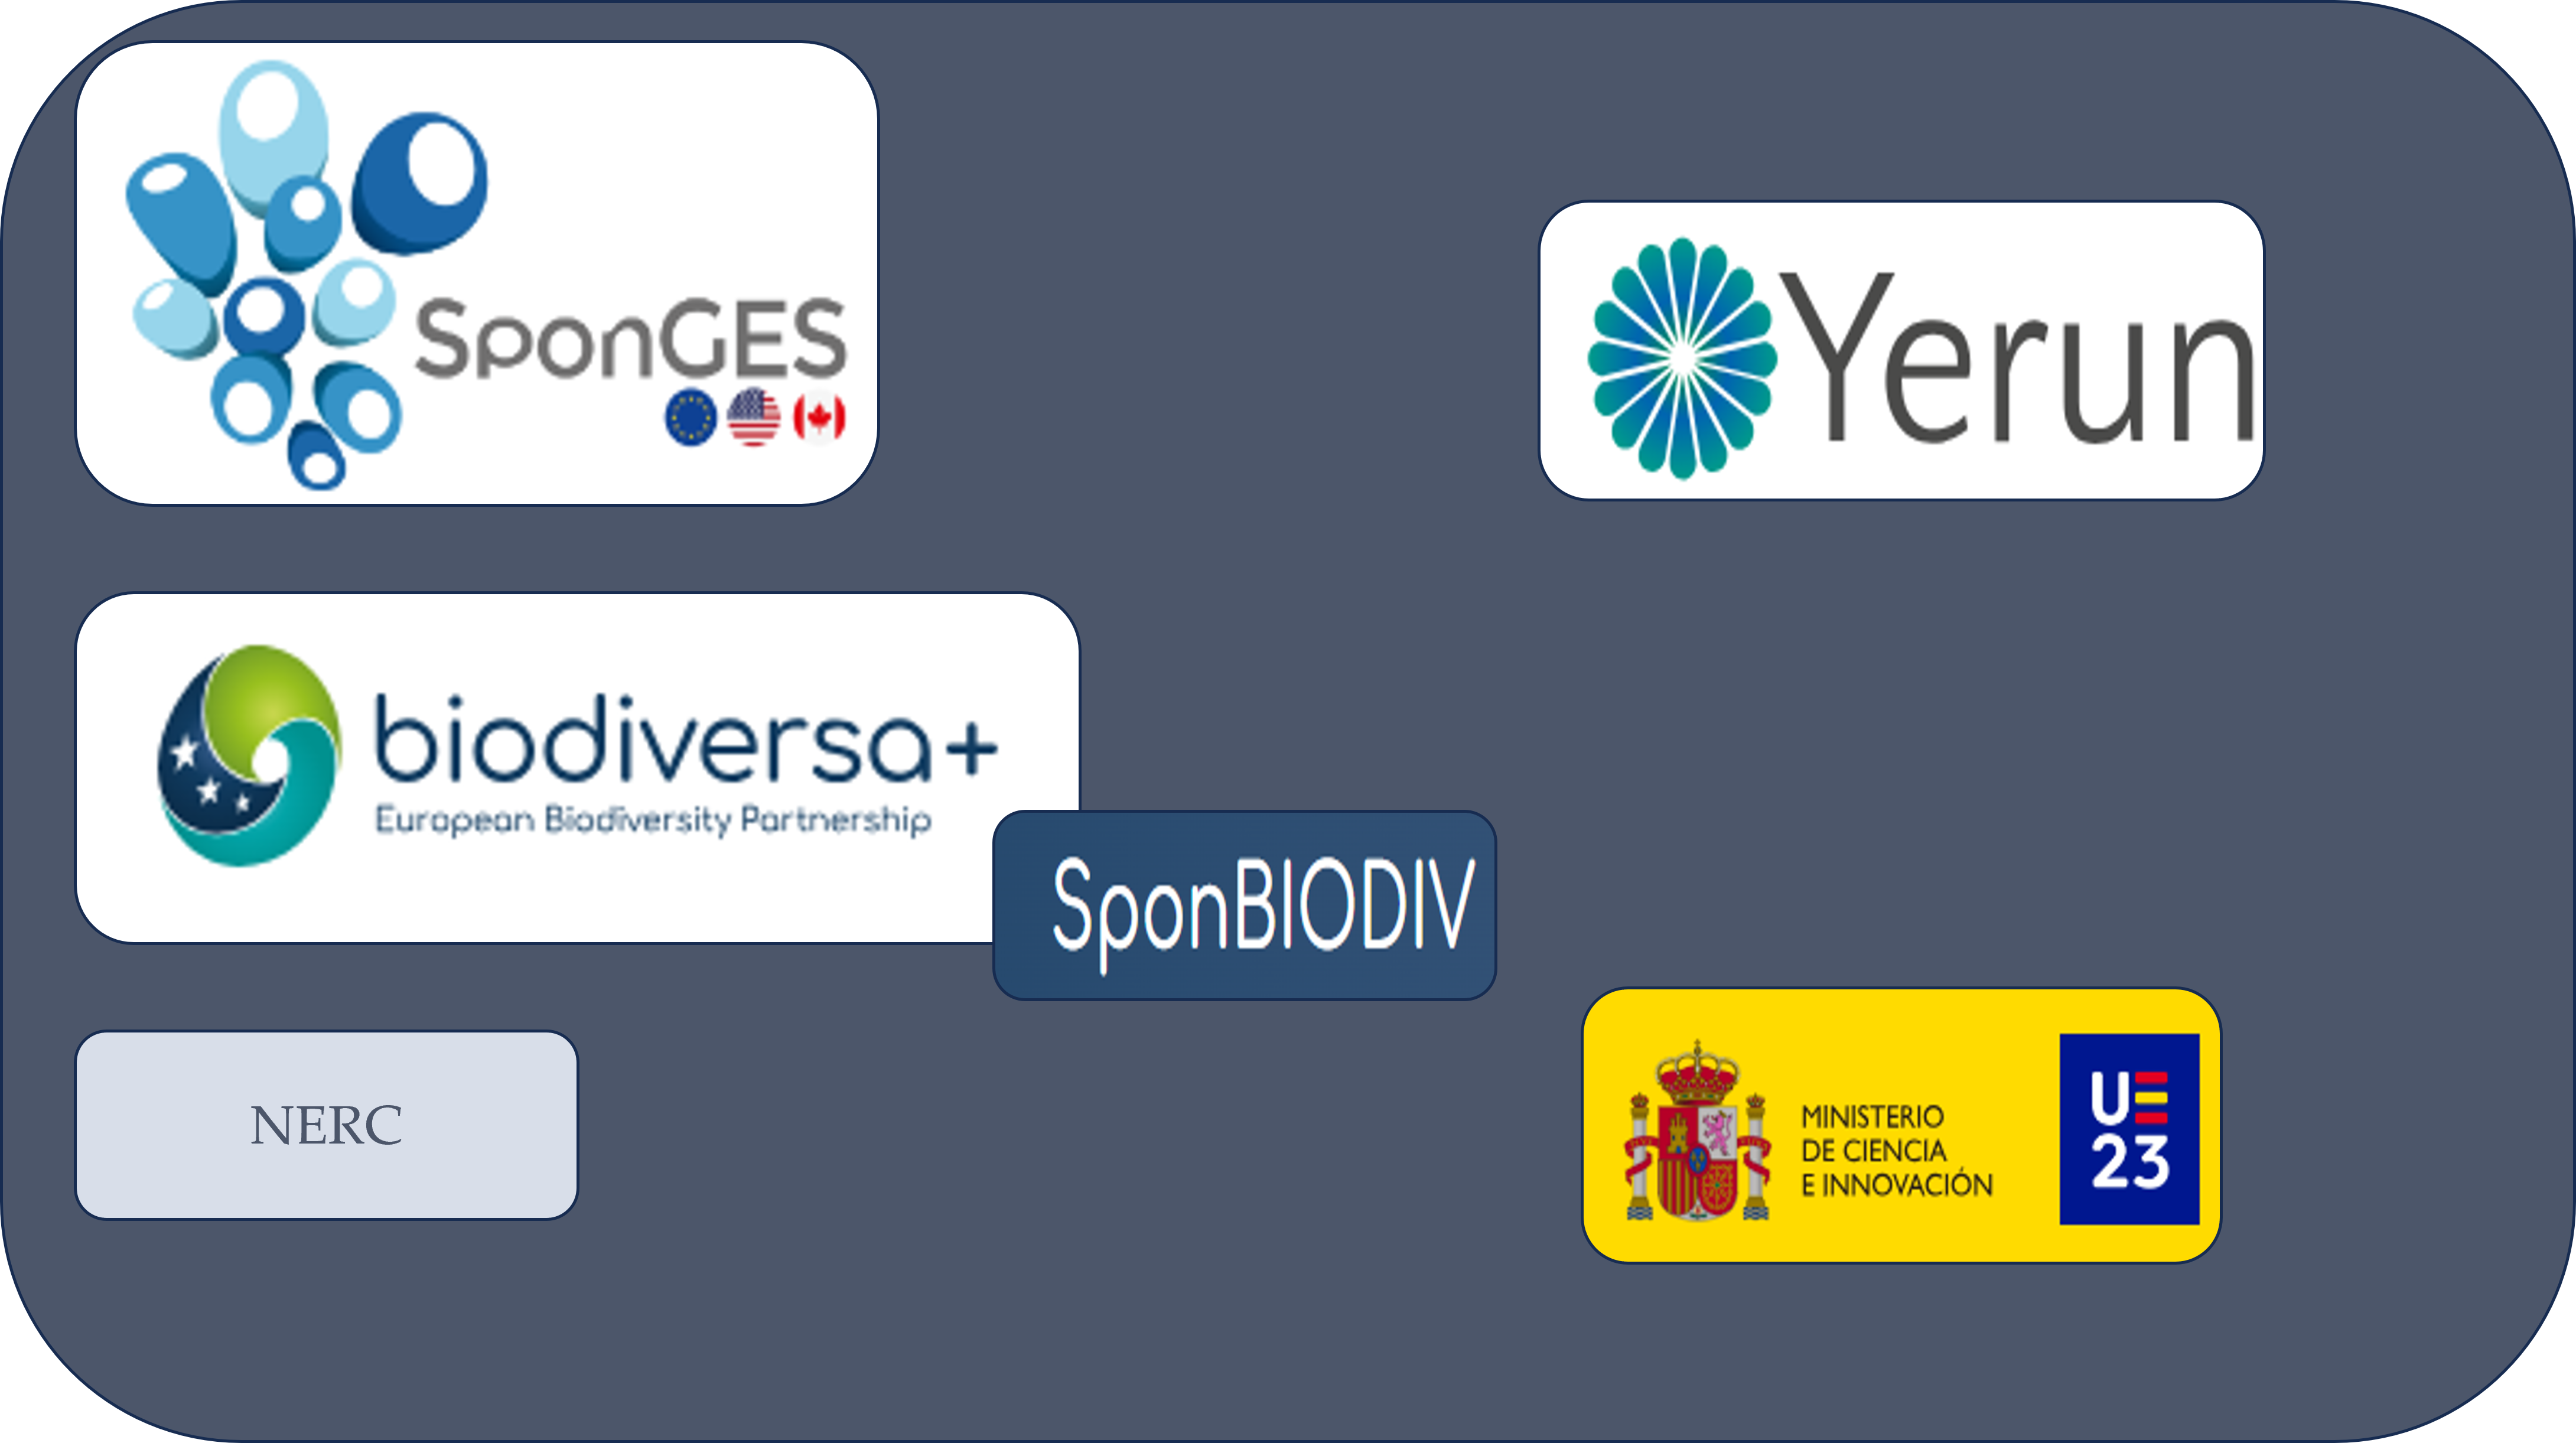 SponGES
Yerun
biodiversa+
European Biodiversity Partnership
SponBIODIV
NERC
MINISTERIO
DE CIENCIA
E INNOVACIÓN
UE
23